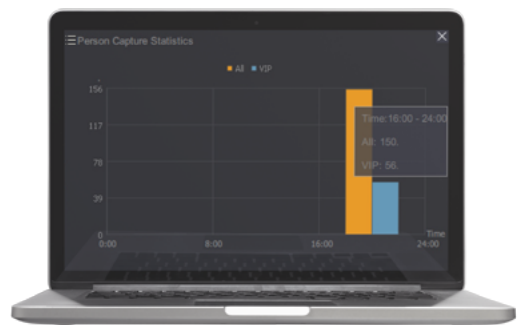 Person Capture Statistics
All VIP
156
117
78
39
0
Time:16:00 - 24:00
All: 150.
VIP: 56.
Time
0:00 8:00 16:00 24:00